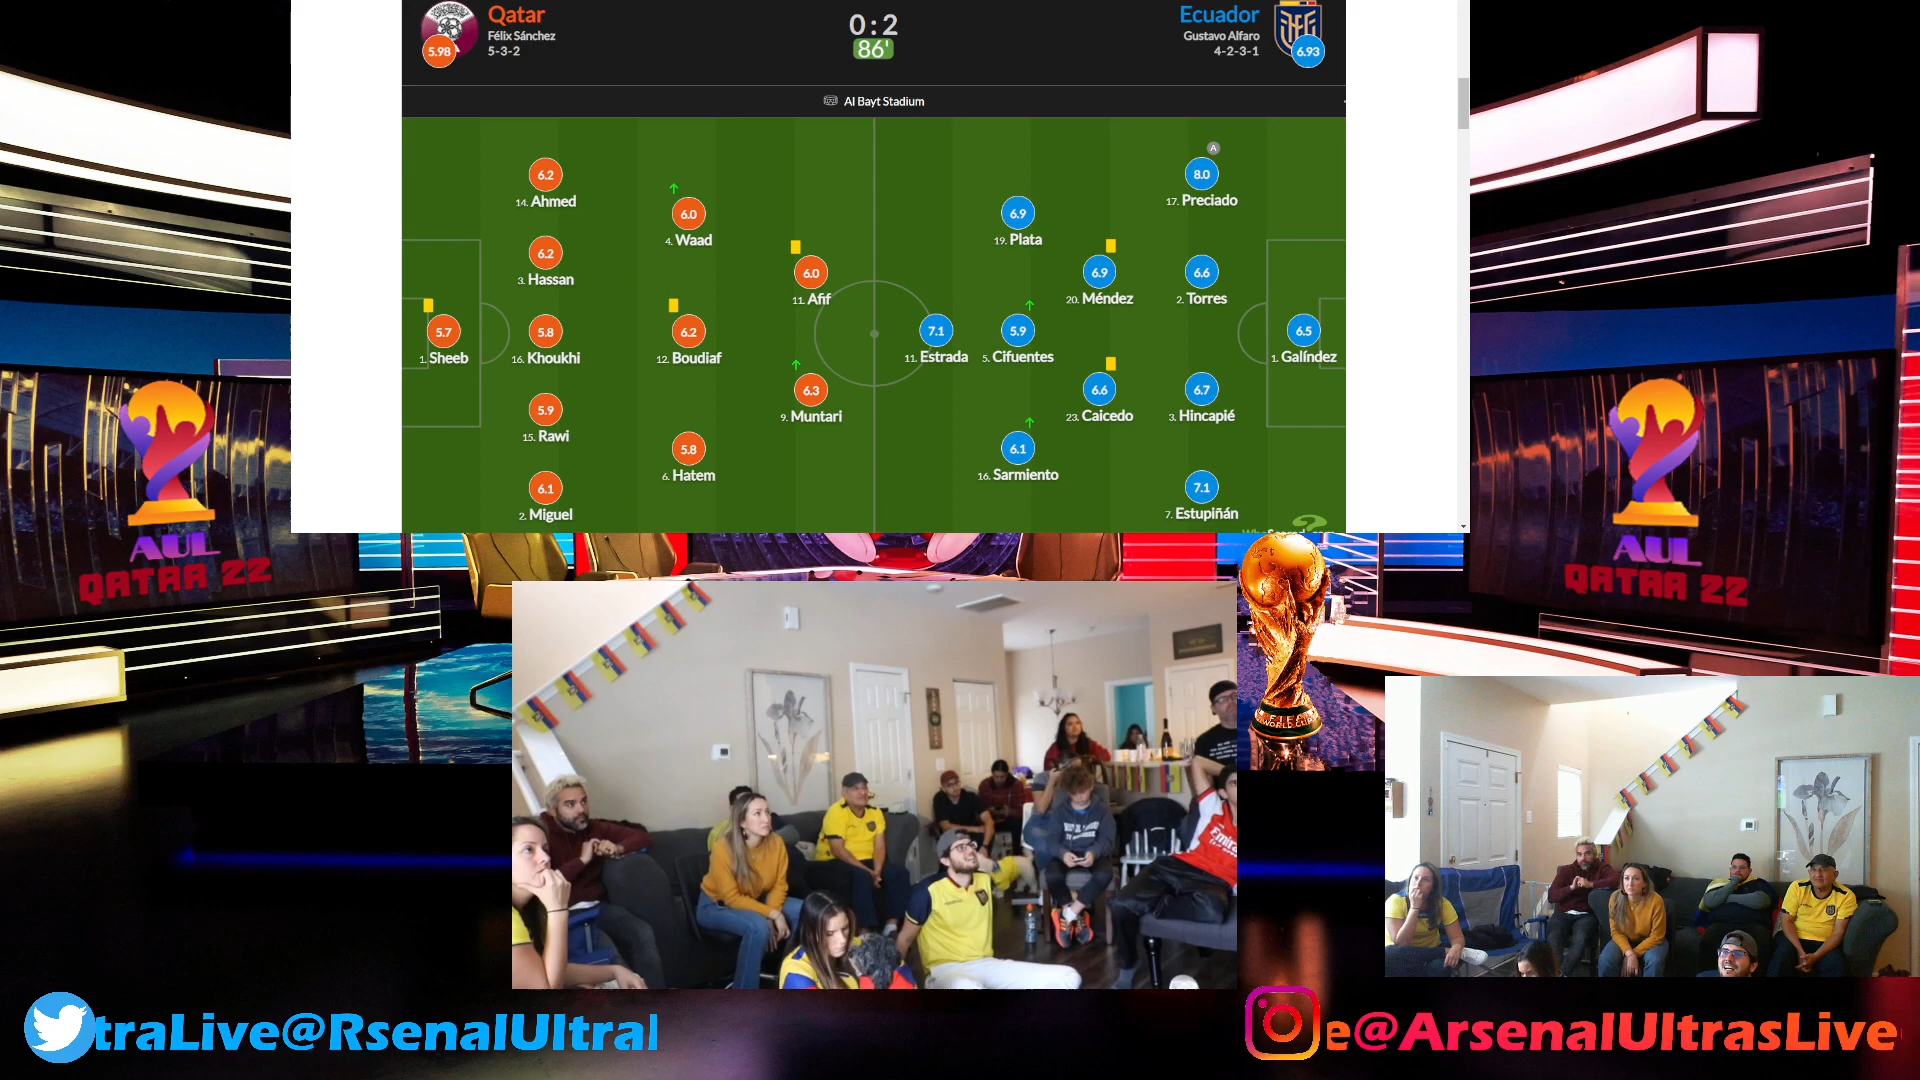 Qatar
Félix Sánchez
5-3-2
5.98
0:2
86'
Ecuador
Gustavo Alfaro
4-2-3-1
6.93
Al Bayt Stadium
A
6.2
14. Ahmed
6.2
3. Hassan
5.7
1. Sheeb
5.8
16. Khoukhi
5.9
15. Rawi
6.1
2. Miguel
6.0
4. Waad
6.2
12. Boudiaf
5.8
6. Hatem
6.0
11. Afif
6.3
9. Muntari
7.1
11. Estrada
6.9
19. Plata
5.9
5. Cifuentes
6.1
16. Sarmiento
6.9
20. Méndez
6.6
23. Caicedo
8.0
17. Preciado
6.6
2. Torres
6.7
3. Hincapié
7.1
7. Estupiñán
6.5
1. Galíndez
AUL
QATAR 22
AUL
QATAR 22
FIFA
WORLD CUP
traLive@RsenalUltral
e@ArsenalUltrasLive